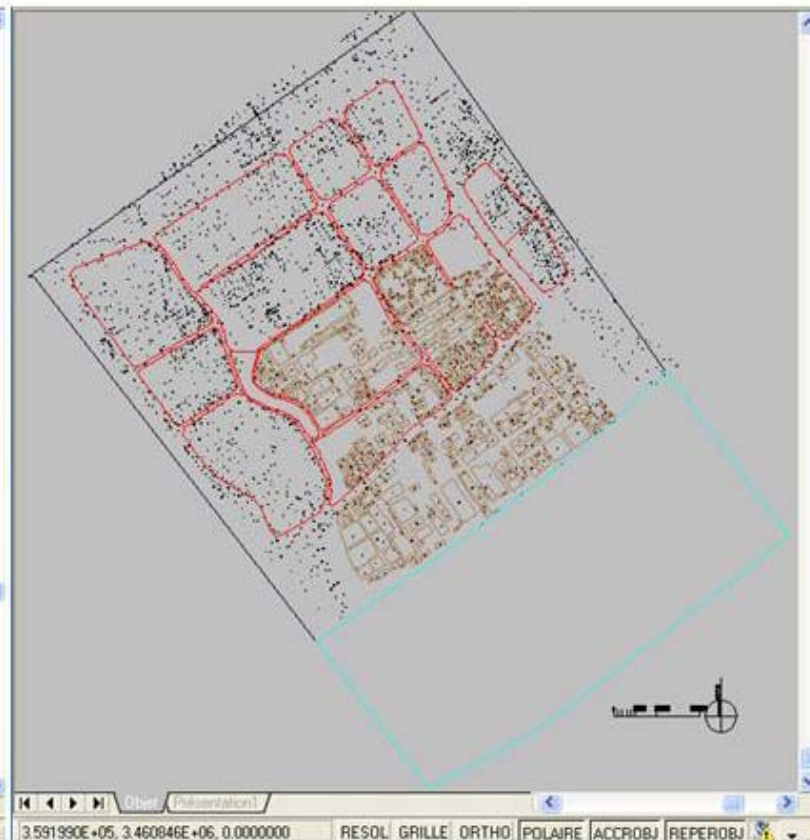 Objet Présentation1
3.591990E+05, 3.460846E+06, 0.0000000 RESOL GRILLE ORTHO POLAIRE ACCROBJ REPEROBJ